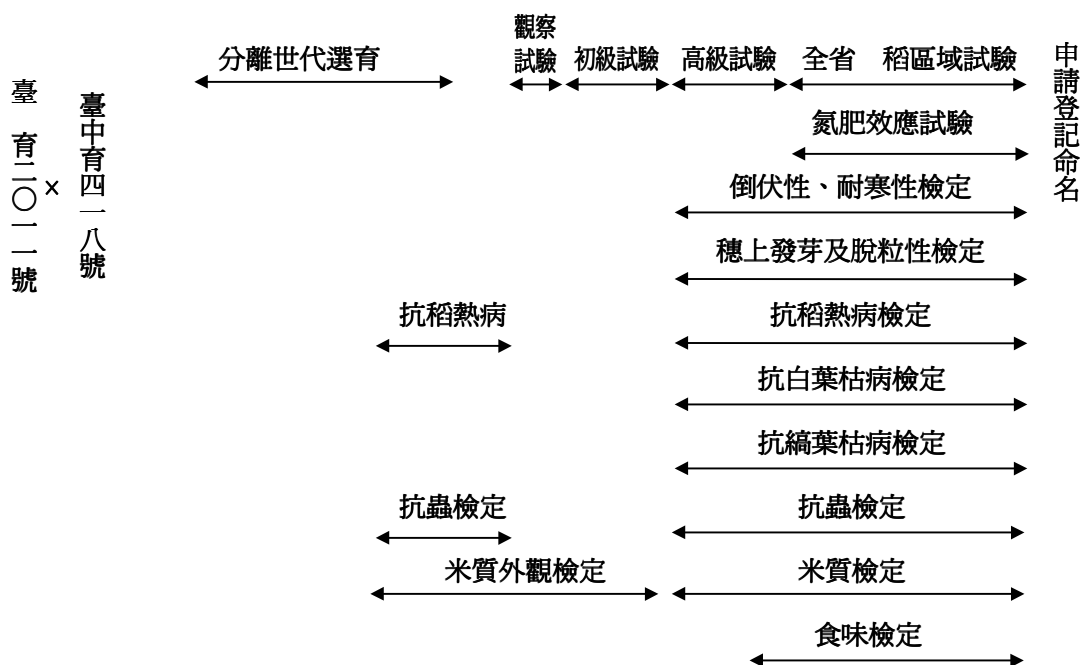 臺 育二〇一一號
×
臺中育四一八號
分離世代選育
觀察
試驗
初級試驗
高級試驗
全省 稻區域試驗
申請登記命名
氮肥效應試驗
倒伏性、耐寒性檢定
穗上發芽及脫粒性檢定
抗稻熱病
抗稻熱病檢定
抗白葉枯病檢定
抗縞葉枯病檢定
抗蟲檢定
抗蟲檢定
米質外觀檢定
米質檢定
食味檢定